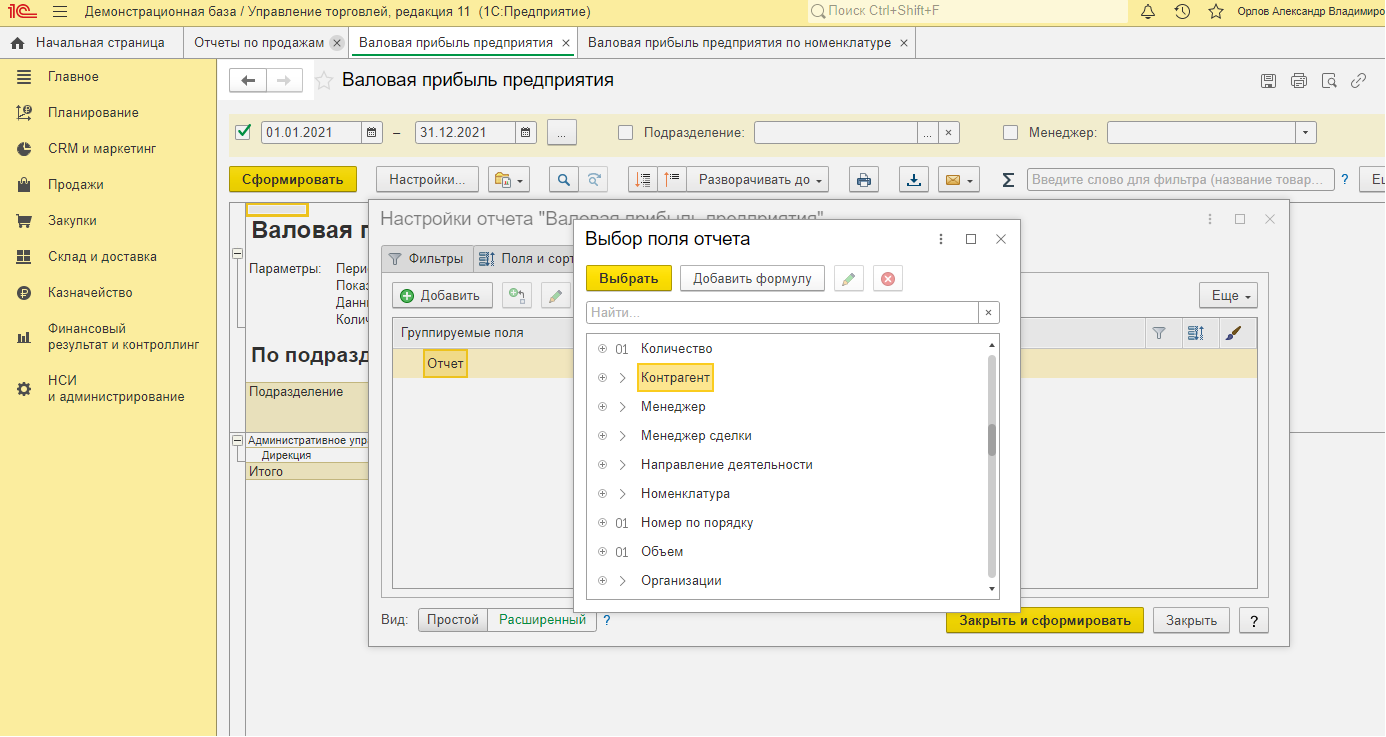 1С Демонстрационная база / Управление торговлей, редакция 11 (1С:Предприятие)
Поиск Ctrl+Shift+F
Орлов Александр Владимиро
Начальная страница
Отчеты по продажам
Валовая прибыль предприятия
Валовая прибыль предприятия по номенклатуре
Главное
Планирование
CRM и маркетинг
Продажи
Закупки
Склад и доставка
Казначейство
Финансовый
результат и контроллинг
НСИ
и администрирование
Валовая прибыль предприятия
01.01.2021 – 31.12.2021 ... Подразделение: ... Менеджер:
Сформировать Настройки... Разворачивать до Σ Введите слово для фильтра (название товар... ?
Валовая
Параметры:
По подразд
Подразделение
Административное упр
Дирекция
Итого
Настройки отчета "Валовая прибыль предприятия"
Фильтры
Поля и сорт
Добавить
Еще
Группируемые поля
Отчет
Вид: Простой Расширенный ?
Закрыть и сформировать Закрыть ?
Выбор поля отчета
Выбрать Добавить формулу
Найти...
01 Количество
Контрагент
Менеджер
Менеджер сделки
Направление деятельности
Номенклатура
01 Номер по порядку
01 Объем
Организации